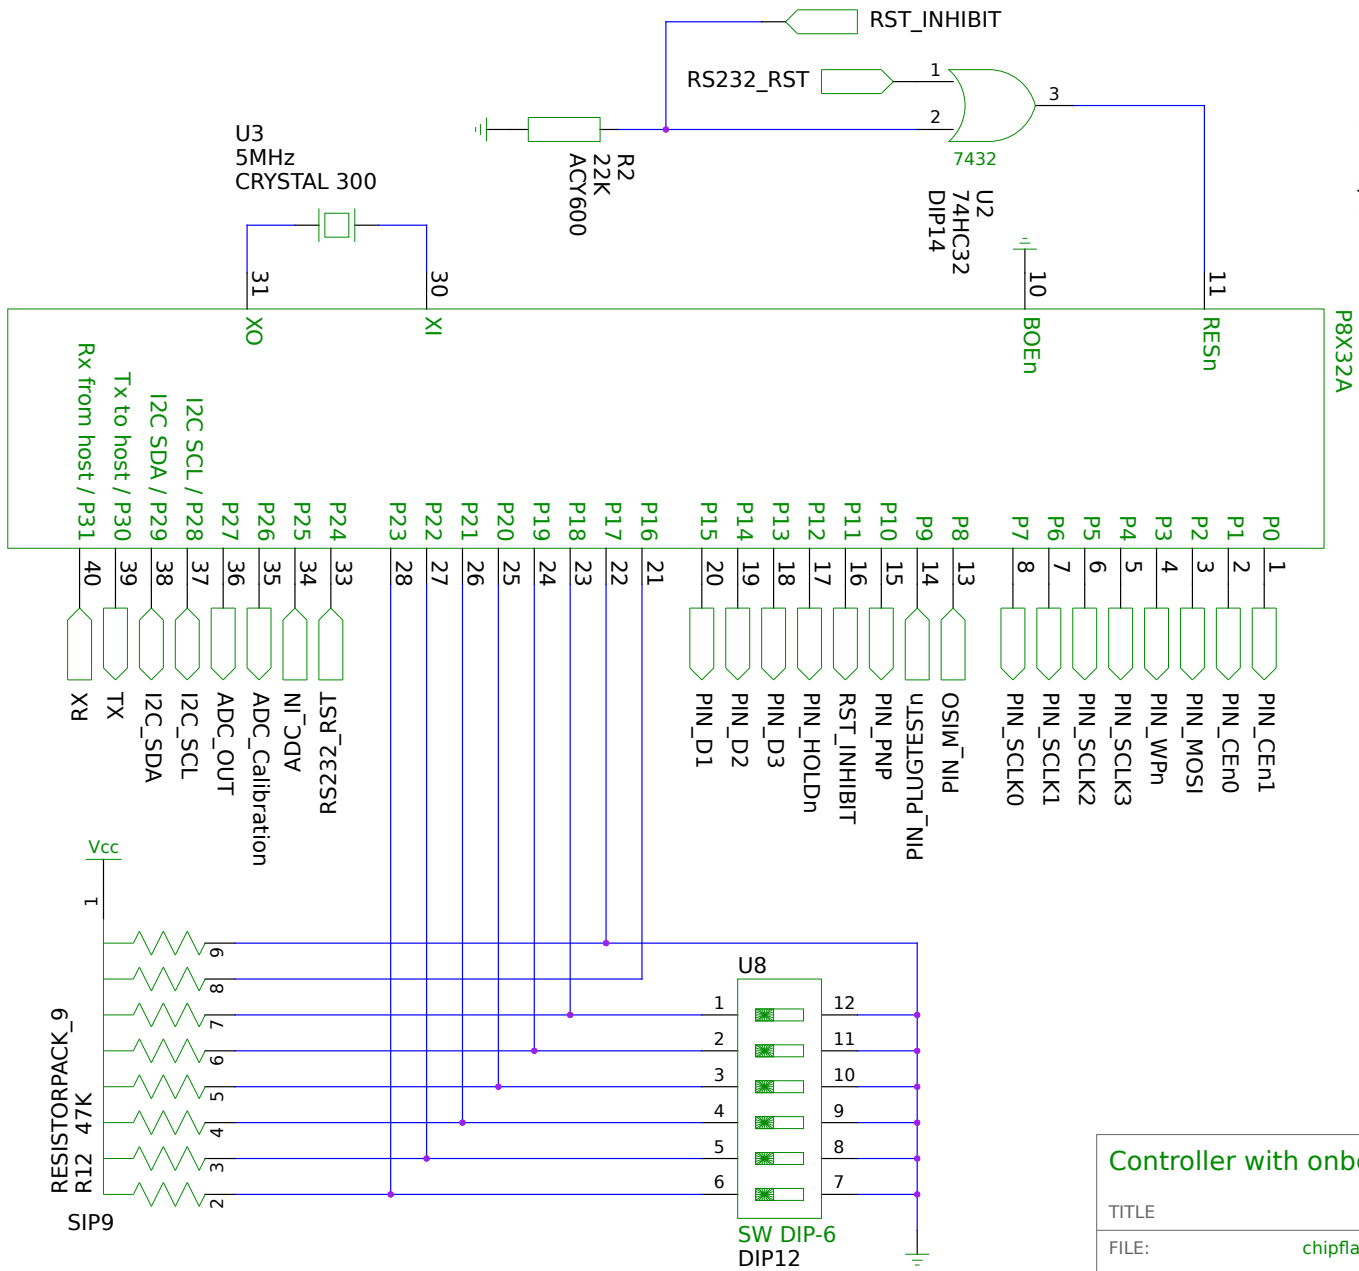 RST_INHIBIT
RS232_RST
1
2
3
7432
U2
74HC32
DIP14
R2
22K
ACY600
U3
5MHz
CRYSTAL 300
31
30
10
11
XO
XI
BOEn
RESn
P8X32A
Rx from host / P31
Tx to host / P30
I2C SDA / P29
I2C SCL / P28
P27
P26
P25
P24
P23
P22
P21
P20
P19
P18
P17
P16
P15
P14
P13
P12
P11
P10
P9
P8
P7
P6
P5
P4
P3
P2
P1
P0
40
39
38
37
36
35
34
33
28
27
26
25
24
23
22
21
20
19
18
17
16
15
14
13
8
7
6
5
4
3
2
1
RX
TX
I2C_SDA
I2C_SCL
ADC_OUT
ADC_Calibration
ADC_IN
RS232_RST
PIN_D1
PIN_D2
PIN_D3
PIN_HOLDn
RST_INHIBIT
PIN_PNP
PIN_PLUGTESTn
PIN_MISO
PIN_SCLK0
PIN_SCLK1
PIN_SCLK2
PIN_SCLK3
PIN_WPn
PIN_MOSI
PIN_CEn0
PIN_CEn1
Vcc
1
9
8
7
6
5
4
3
2
RESISTORPACK_9
R12 47K
SIP9
U8
1
12
2
11
3
10
4
9
5
8
6
7
SW DIP-6
DIP12
Controller with onb
TITLE
FILE:
chipfla